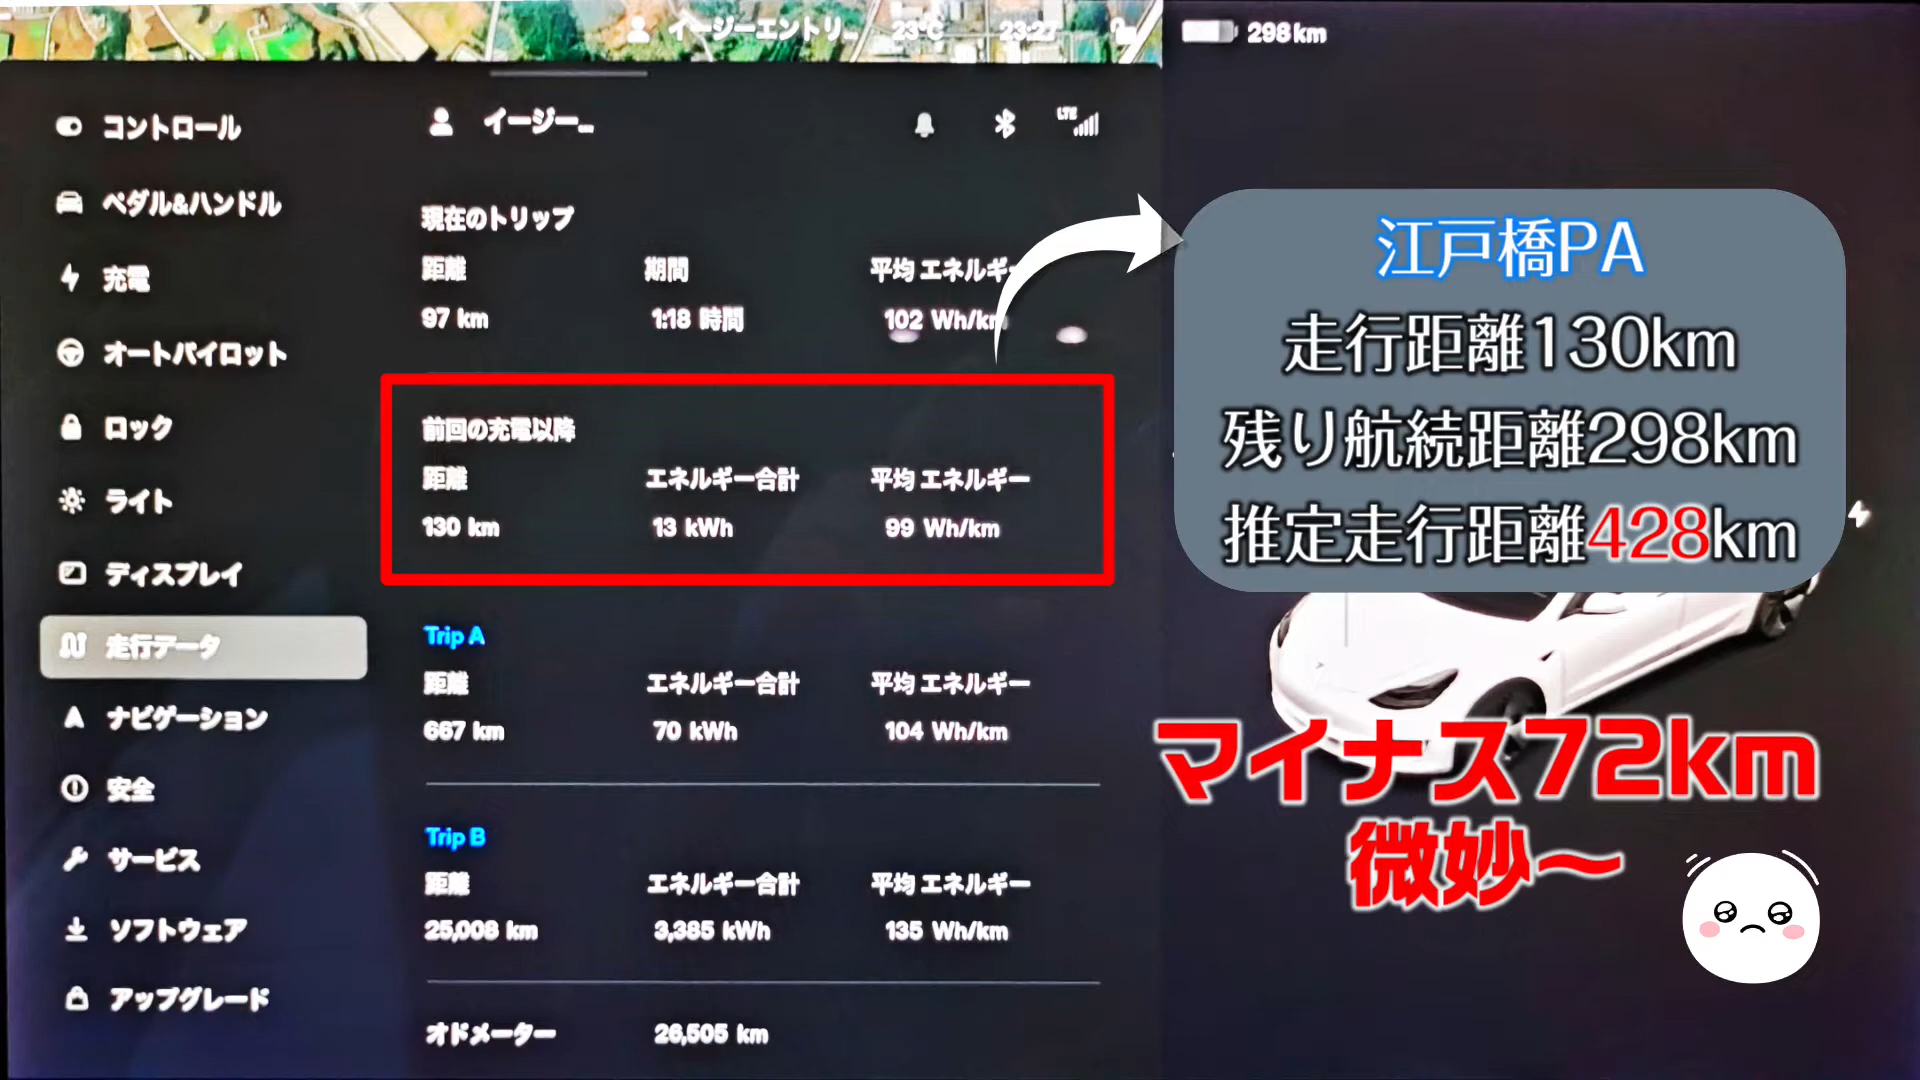 イージーエントリ... 23°C 23:27
298km
コントロール
ペダル&ハンドル
充電
オートパイロット
ロック
ライト
ディスプレイ
走行データ
ナビゲーション
安全
サービス
ソフトウェア
アップグレード
イージー...
LTE
現在のトリップ
距離 期間 平均 エネルギー
97 km 1:18 時間 102 Wh/km
前回の充電以降
距離 エネルギー合計 平均 エネルギー
130 km 13 kWh 99 Wh/km
Trip A
距離 エネルギー合計 平均 エネルギー
667 km 70 kWh 104 Wh/km
Trip B
距離 エネルギー合計 平均 エネルギー
25,008 km 3,385 kWh 135 Wh/km
オドメーター 26,505 km
江戸橋PA
走行距離130km
残り航続距離298km
推定走行距離428km
マイナス72km
微妙〜